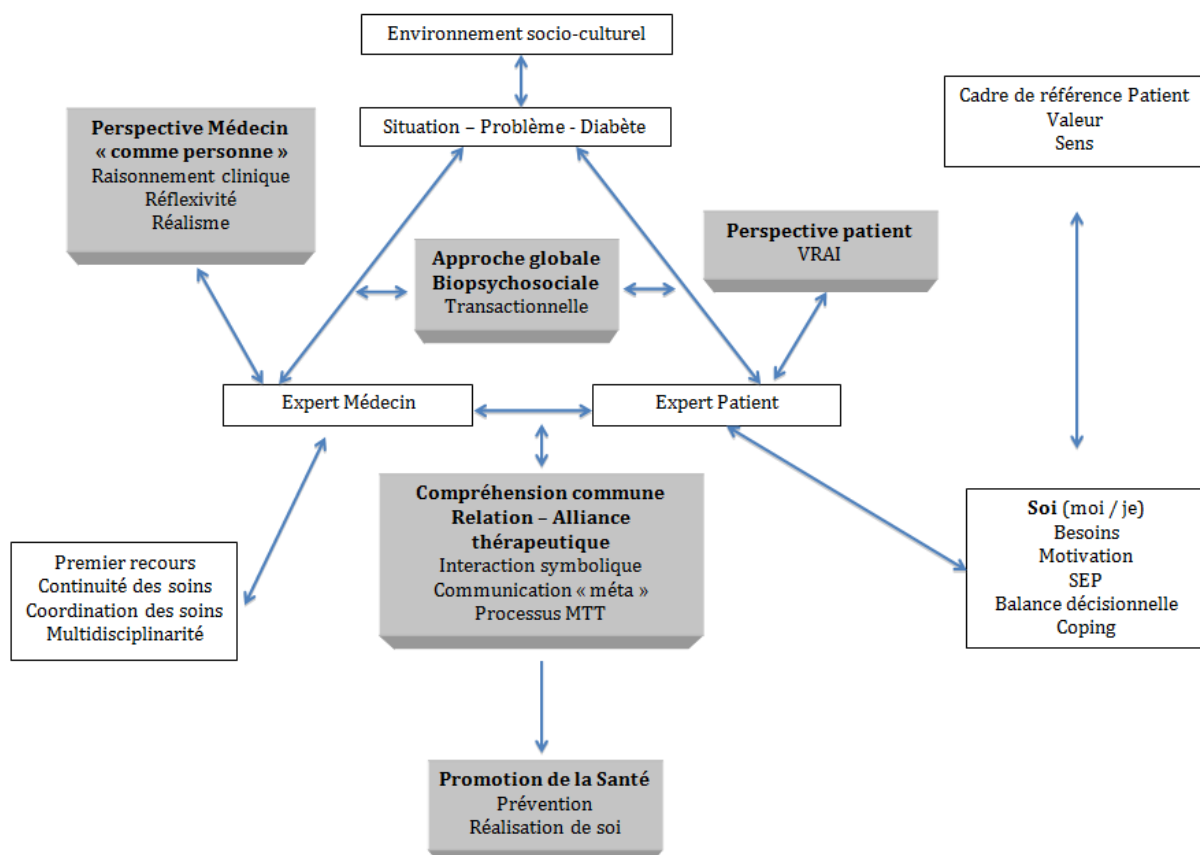 Environnement socio-culturel
Situation – Problème - Diabète
Perspective Médecin
« comme personne »
Raisonnement clinique
Réflexivité
Réalisme
Cadre de référence Patient
Valeur
Sens
Approche globale
Biopsychosociale
Transactionnelle
Perspective patient
VRAI
Expert Médecin
Expert Patient
Compréhension commune
Relation – Alliance
thérapeutique
Interaction symbolique
Communication « méta »
Processus MTT
Premier recours
Continuité des soins
Coordination des soins
Multidisciplinarité
Soi (moi / je)
Besoins
Motivation
SEP
Balance décisionnelle
Coping
Promotion de la Santé
Prévention
Réalisation de soi